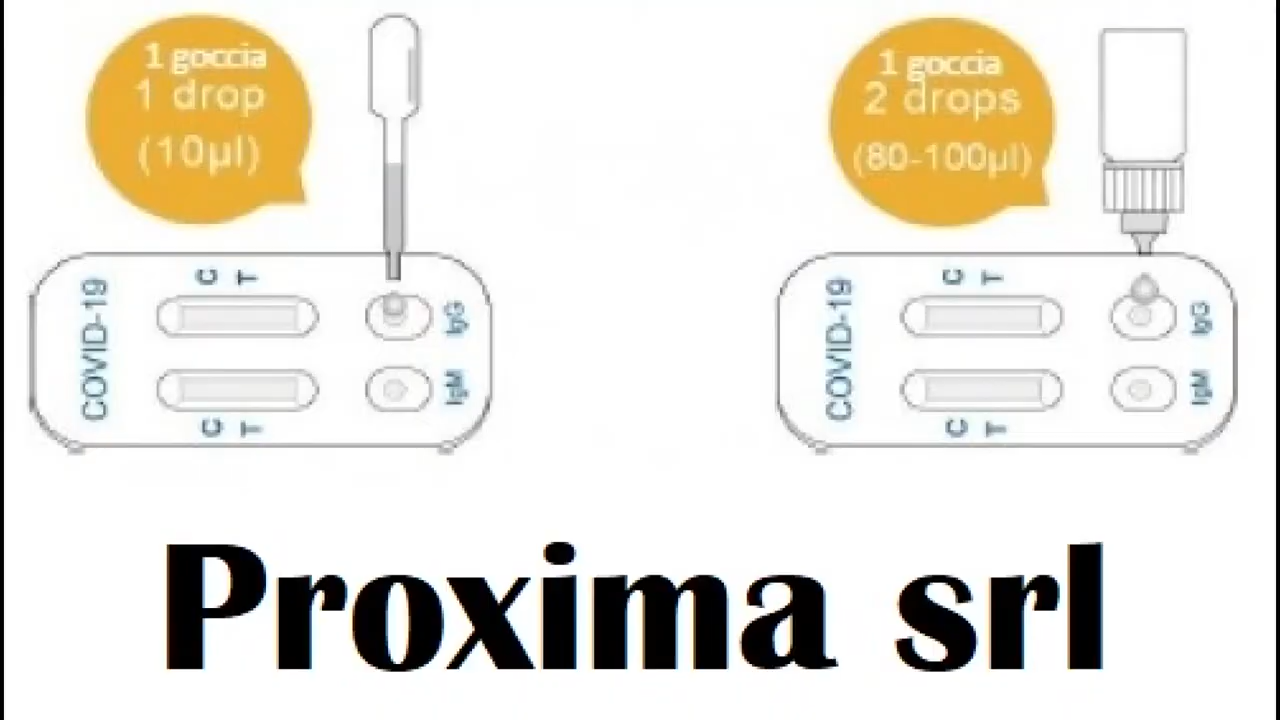 1 goccia
1 drop
(10µl)
1 goccia
2 drops
(80-100µl)
C T
COVID-19
IgG
IgM
C T
C T
COVID-19
IgG
IgM
C T
Proxima srl